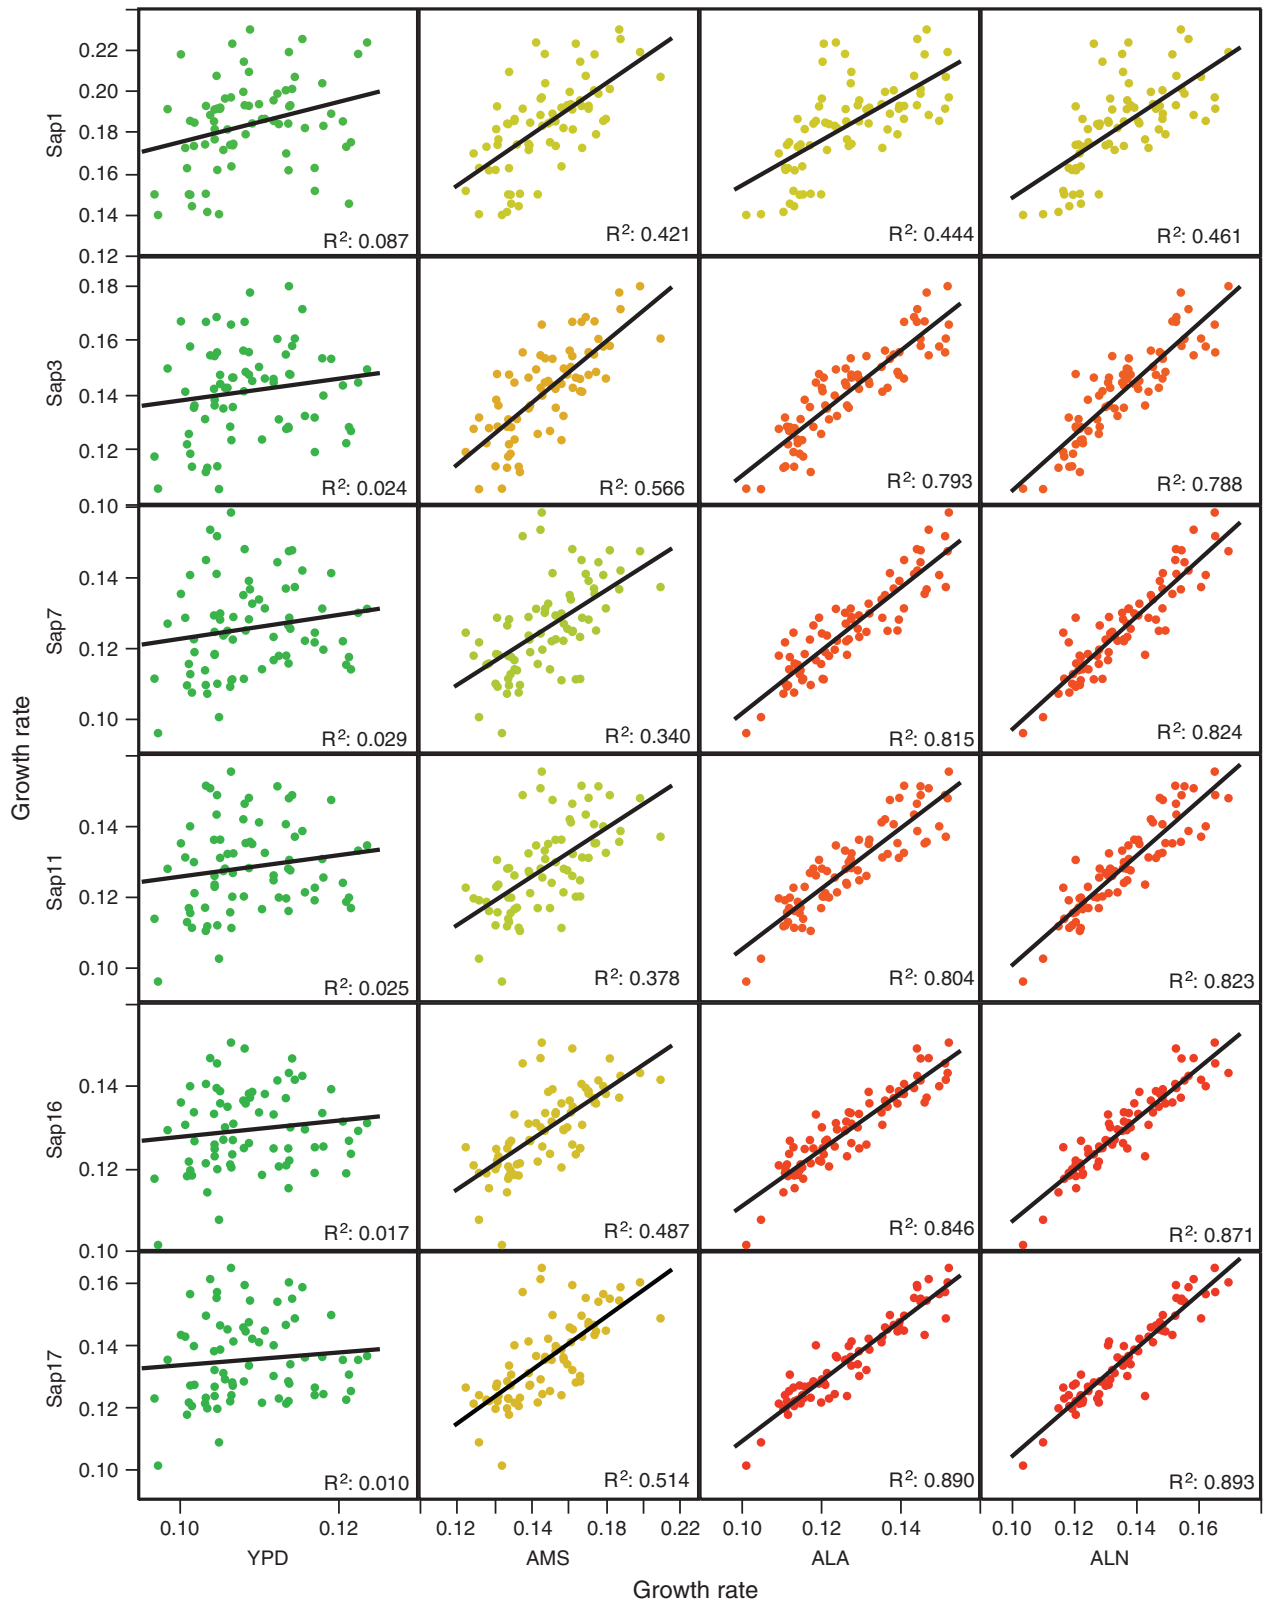 0.22
0.20
0.18
0.16
0.14
0.12
Sap1
R²: 0.087
R²: 0.421
R²: 0.444
R²: 0.461
0.18
0.16
0.14
0.12
0.10
Sap3
R²: 0.024
R²: 0.566
R²: 0.793
R²: 0.788
0.14
0.12
0.10
Sap7
R²: 0.029
R²: 0.340
R²: 0.815
R²: 0.824
Growth rate
0.14
0.12
0.10
Sap11
R²: 0.025
R²: 0.378
R²: 0.804
R²: 0.823
0.14
0.12
0.10
Sap16
R²: 0.017
R²: 0.487
R²: 0.846
R²: 0.871
0.16
0.14
0.12
0.10
Sap17
R²: 0.010
R²: 0.514
R²: 0.890
R²: 0.893
0.10 0.12 0.12 0.14 0.18 0.22 0.10 0.12 0.14 0.10 0.12 0.14 0.16
YPD AMS ALA ALN
Growth rate